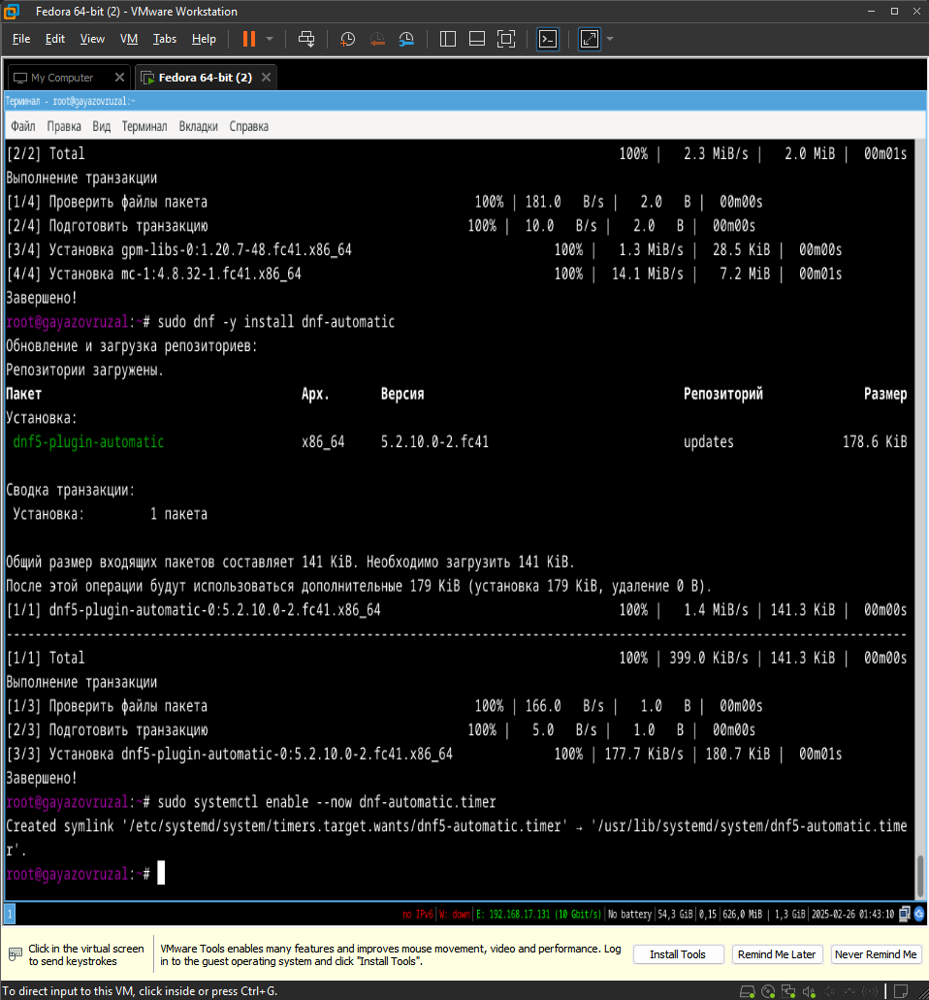 Fedora 64-bit (2) - VMware Workstation
File Edit View VM Tabs Help
My Computer Fedora 64-bit (2)
Терминал - root@gayazovruzal:~
Файл Правка Вид Терминал Вкладки Справка
[2/2] Total 100% | 2.3 MiB/s | 2.0 MiB | 00m01s
Выполнение транзакции
[1/4] Проверить файлы пакета 100% | 181.0 B/s | 2.0 B | 00m00s
[2/4] Подготовить транзакцию 100% | 10.0 B/s | 2.0 B | 00m00s
[3/4] Установка gpm-libs-0:1.20.7-48.fc41.x86_64 100% | 1.3 MiB/s | 28.5 KiB | 00m00s
[4/4] Установка mc-1:4.8.32-1.fc41.x86_64 100% | 14.1 MiB/s | 7.2 MiB | 00m00s
Завершено!
root@gayazovruzal:~# sudo dnf -y install dnf-automatic
Обновление и загрузка репозиториев:
Репозитории загружены.
Пакет Арх. Версия Репозиторий Размер
Установка:
dnf5-plugin-automatic x86_64 5.2.10.0-2.fc41 updates 178.6 KiB
Сводка транзакции:
Установка: 1 пакета
Общий размер входящих пакетов составляет 141 KiB. Необходимо загрузить 141 KiB.
После этой операции будут использоваться дополнительные 179 KiB (установка 179 KiB, удаление 0 B).
[1/1] dnf5-plugin-automatic-0:5.2.10.0-2.fc41.x86_64 100% | 1.4 MiB/s | 141.3 KiB | 00m00s
--------------------------------------------------------------------------------
[1/1] Total 100% | 399.0 KiB/s | 141.3 KiB | 00m00s
Выполнение транзакции
[1/3] Проверить файлы пакета 100% | 166.0 B/s | 1.0 B | 00m00s
[2/3] Подготовить транзакцию 100% | 5.0 B/s | 1.0 B | 00m00s
[3/3] Установка dnf5-plugin-automatic-0:5.2.10.0-2.fc41.x86_64 100% | 177.7 KiB/s | 180.7 KiB | 00m01s
Завершено!
root@gayazovruzal:~# sudo systemctl enable --now dnf-automatic.timer
Created symlink '/etc/systemd/system/timers.target.wants/dnf5-automatic.timer' → '/usr/lib/systemd/system/dnf5-automatic.time
r'.
root@gayazovruzal:~#
1 no IPv6|W: down|E: 192.168.17.131 (10 Gbit/s)|No battery|54,3 GiB|0,15|626,0 MiB | 1,3 GiB|2025-02-26 01:43:10
Click in the virtual screen
to send keystrokes
VMware Tools enables many features and improves mouse movement, video and performance. Log
in to the guest operating system and click "Install Tools".
Install Tools Remind Me Later Never Remind Me
To direct input to this VM, click inside or press Ctrl+G.